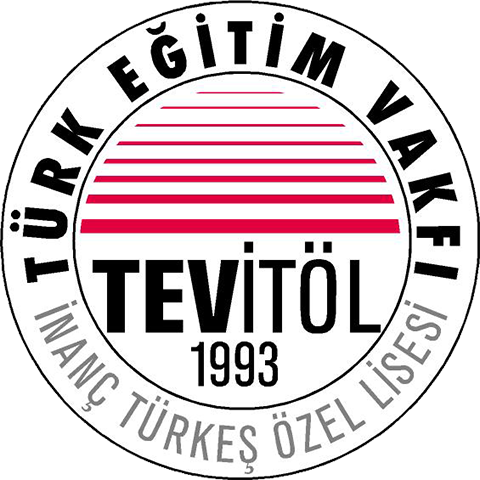 TÜRK EĞİTİM VAKFI
TEVİTÖL
1993
İNANÇ TÜRKEŞ ÖZEL LİSESİ